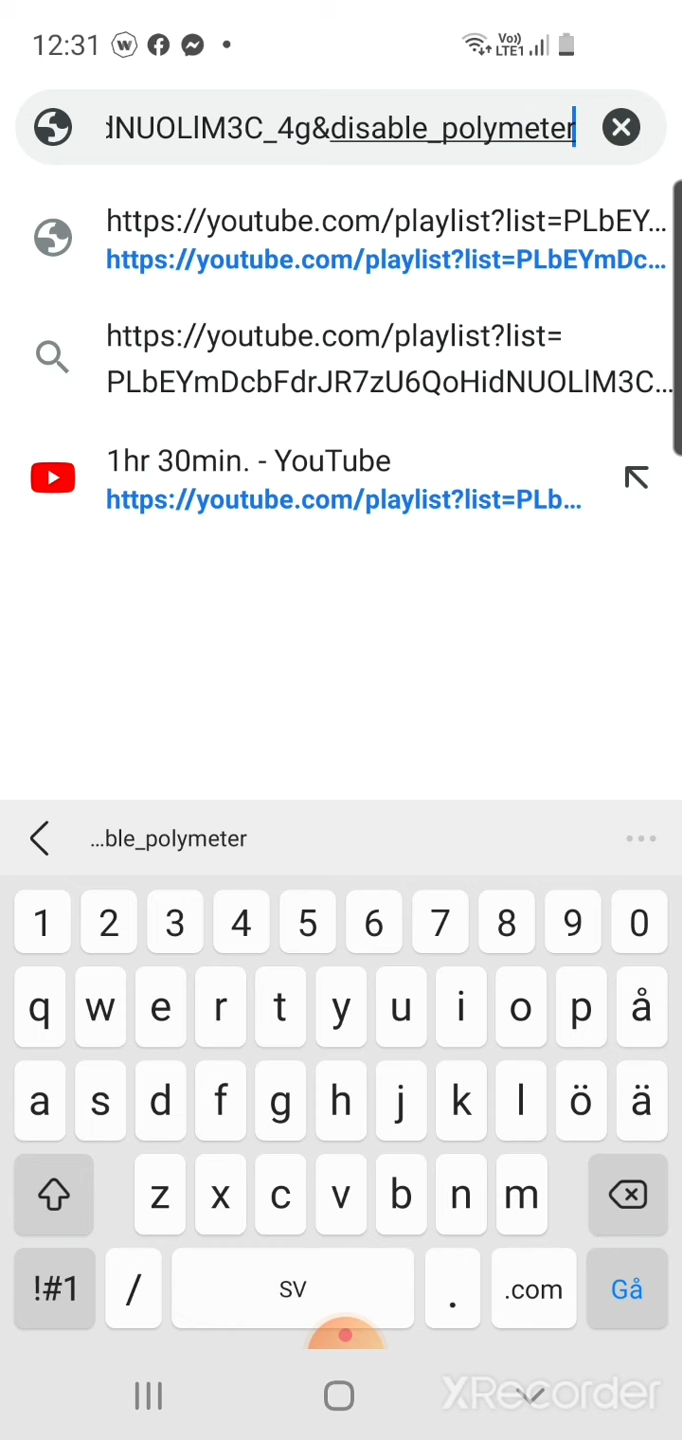 12:31 W Vo)) LTE1
dNUOLlM3C_4g&disable_polymeter
https://youtube.com/playlist?list=PLbEY...
https://youtube.com/playlist?list=PLbEYmDc...
https://youtube.com/playlist?list=
PLbEYmDcbFdrJR7zU6QoHidNUOLlM3C...
1hr 30min. - YouTube
https://youtube.com/playlist?list=PLb...
...ble_polymeter
1 2 3 4 5 6 7 8 9 0
q w e r t y u i o p å
a s d f g h j k l ö ä
z x c v b n m
!#1 / SV . .com Gå
XRecorder